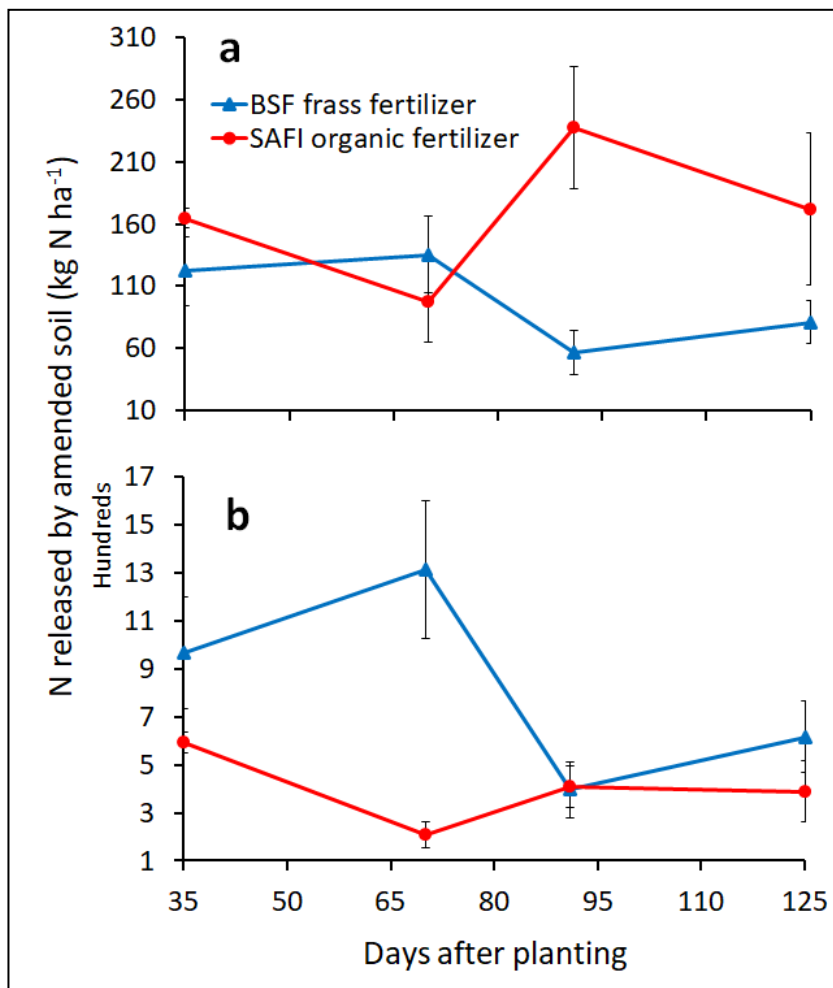 N released by amended soil (kg N ha⁻¹)
a
BSF frass fertilizer
SAFI organic fertilizer
310
260
210
160
110
60
10
Hundreds
b
17
15
13
11
9
7
5
3
1
35 50 65 80 95 110 125
Days after planting